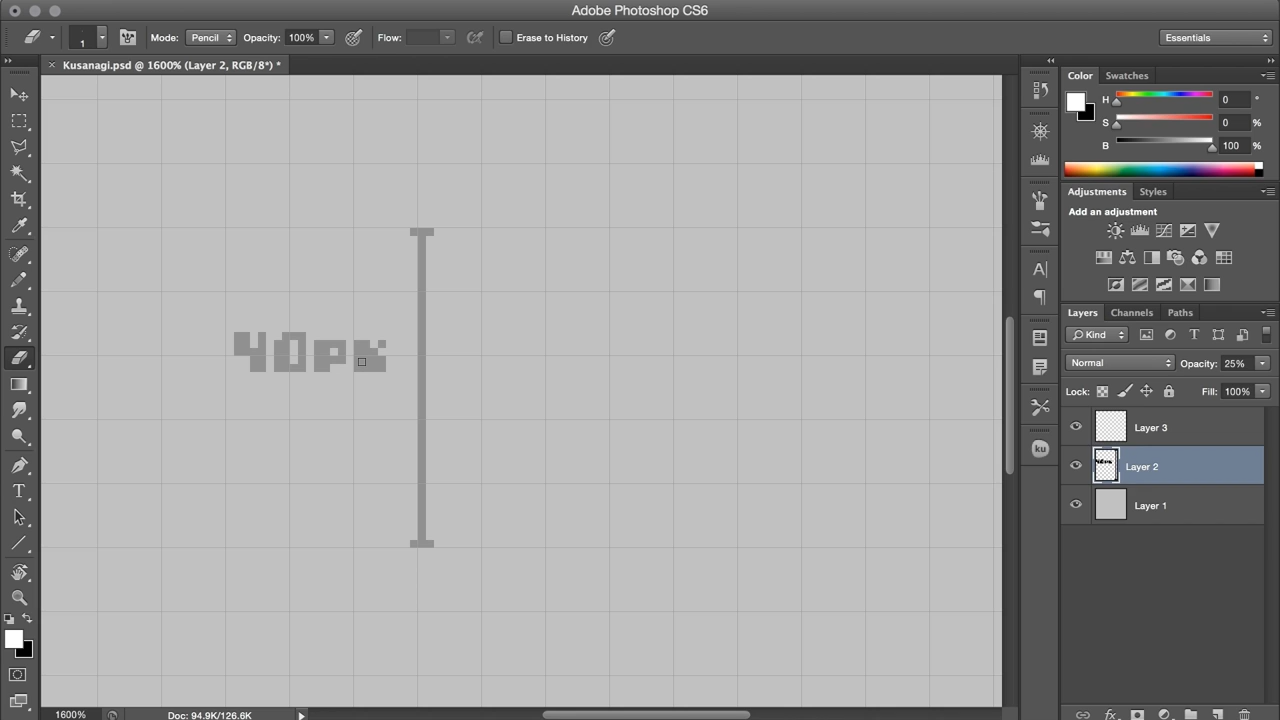 Adobe Photoshop CS6
1
Mode: Pencil Opacity: 100% Flow: Erase to History Essentials
× Kusanagi.psd @ 1600% (Layer 2, RGB/8*) *
Color Swatches
H 0 °
S 0 %
B 100 %
Adjustments Styles
Add an adjustment
40px
Layers Channels Paths
Kind
Normal Opacity: 25%
Lock: Fill: 100%
Layer 3
Layer 2
Layer 1
ku
1600% Doc: 94.9K/126.6K